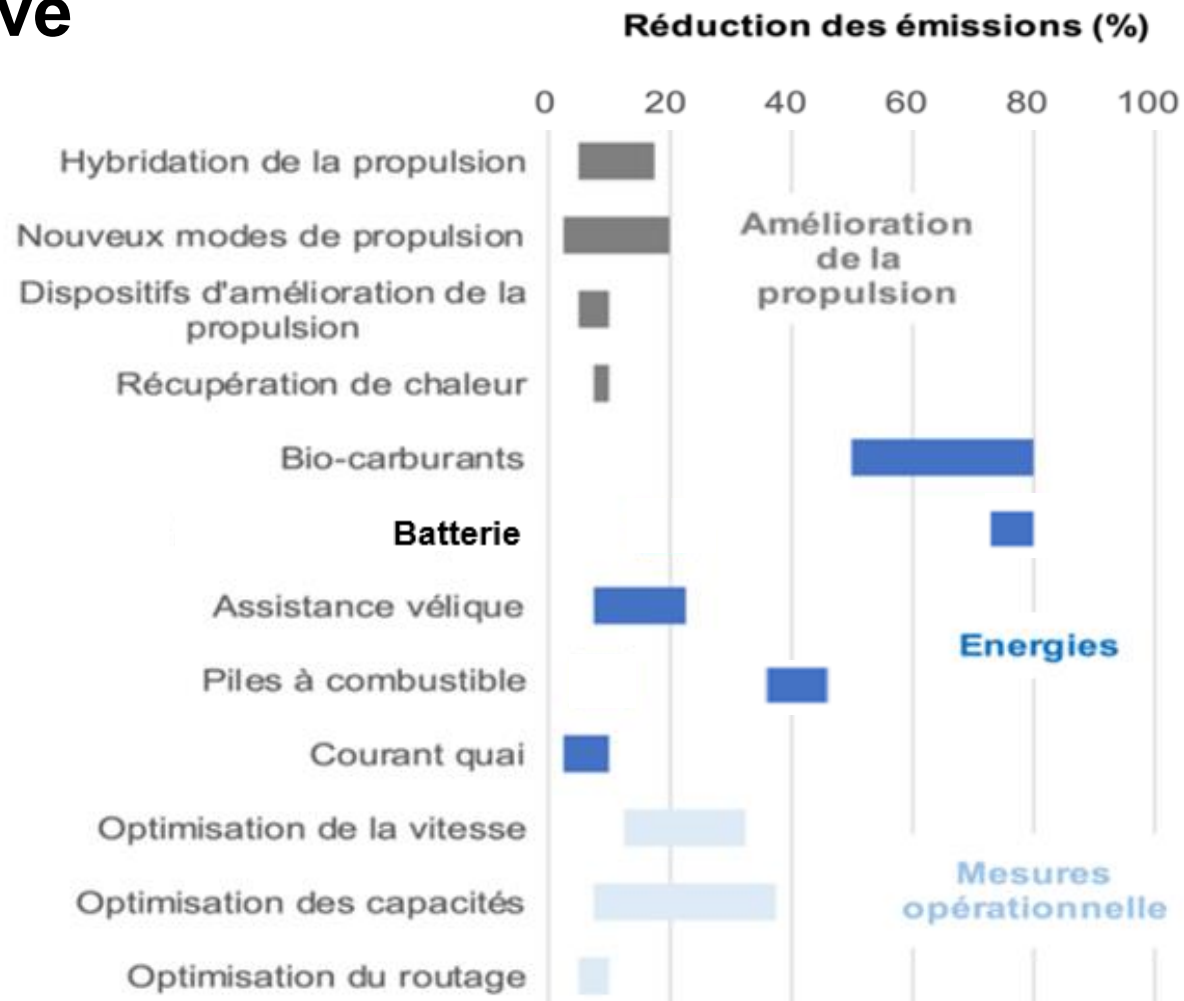 ve
Réduction des émissions (%)
0 20 40 60 80 100
Hybridation de la propulsion
Nouveux modes de propulsion
Dispositifs d'amélioration de la
propulsion
Récupération de chaleur
Bio-carburants
Batterie
Assistance vélique
Piles à combustible
Courant quai
Optimisation de la vitesse
Optimisation des capacités
Optimisation du routage
Amélioration
de la
propulsion
Energies
Mesures
opérationnelle